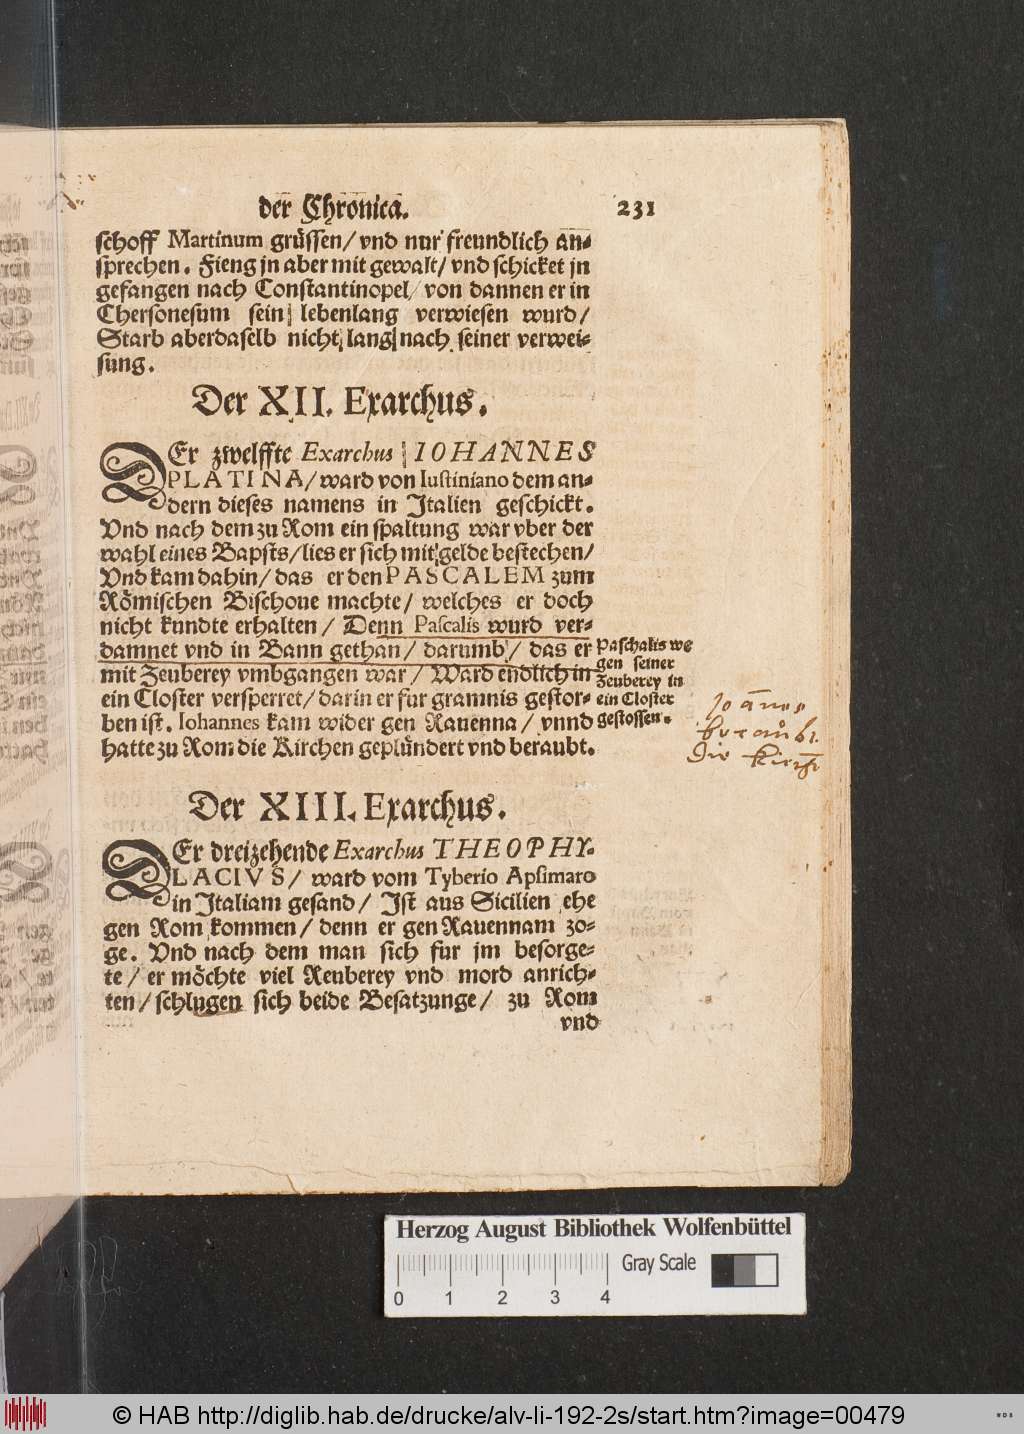 der Chronica. 231
schoff Martinum grüssen/ vnd nur freundlich an-
sprechen. Fieng jn aber mit gewalt/ vnd schicket jn
gefangen nach Constantinopel/ von dannen er in
Chersonesum sein lebenlang verwiesen wurd/
Starb aberdaselb nicht lang nach seiner verwei-
sung.
Der XII. Exarchus.
DEr zwelffte Exarchus IOHANNES
PLATINA/ ward von Iustiniano dem an-
dern dieses namens in Italien geschickt.
Vnd nach dem zu Rom ein spaltung war vber der
wahl eines Bapsts/ lies er sich mit gelde bestechen/
Vnd kam dahin/ das er den PASCALEM zum
Römischen Bischoue machte/ welches er doch
nicht kundte erhalten/ Denn Pascalis wurd ver-
damnet vnd in Bann gethan/ darumb/ das er
mit Zeuberey vmbgangen war/ Ward endlich in
ein Closter versperret/ darin er fur gramnis gestor-
ben ist. Iohannes kam wider gen Rauenna/ vnnd
hatte zu Rom die Kirchen geplündert vnd beraubt.
Paschalis we
gen seiner
Zeuberey in
ein Closter
gestossen.
Joānes
beraubt
die Kirch
Der XIII. Exarchus.
DEr dreizehende Exarchus THEOPHY-
LACIVS/ ward vom Tyberio Apsimaro
in Italiam gesand/ Ist aus Sicilien ehe
gen Rom kommen/ denn er gen Rauennam zo-
ge. Vnd nach dem man sich fur jm besorge-
te/ er möchte viel Reuberey vnd mord anrich-
ten/ schlugen sich beide Besatzunge/ zu Rom
vnd
Herzog August Bibliothek Wolfenbüttel
Gray Scale
0 1 2 3 4
© HAB http://diglib.hab.de/drucke/alv-li-192-2s/start.htm?image=00479